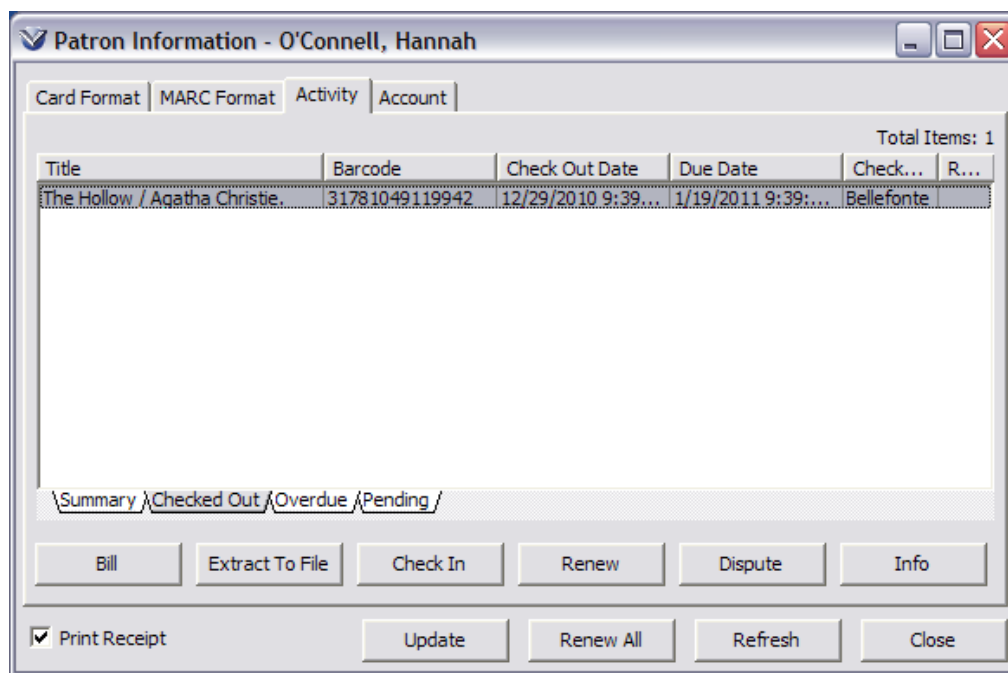 Patron Information - O'Connell, Hannah
Card Format MARC Format Activity Account
Total Items: 1
Title Barcode Check Out Date Due Date Check... R...
The Hollow / Agatha Christie. 31781049119942 12/29/2010 9:39... 1/19/2011 9:39:... Bellefonte
Summary Checked Out Overdue Pending
Bill Extract To File Check In Renew Dispute Info
Print Receipt Update Renew All Refresh Close